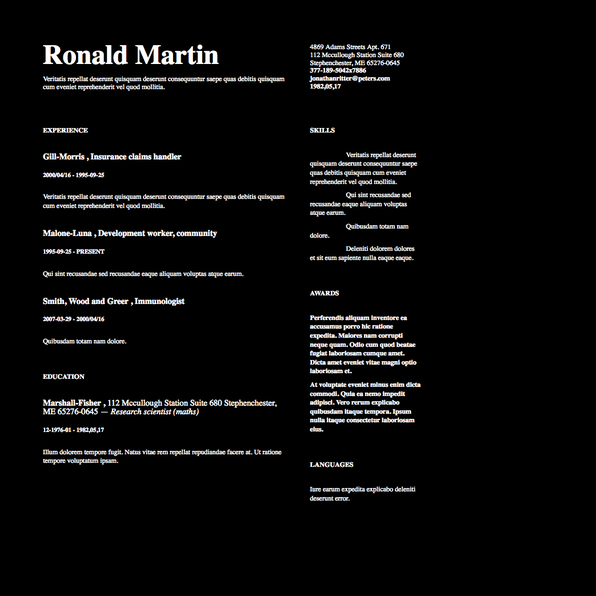 Ronald Martin
Veritatis repellat deserunt quisquam deserunt consequuntur saepe quas debitis quisquam
cum eveniet reprehenderit vel quod mollitia.
4869 Adams Streets Apt. 671
112 Mccullough Station Suite 680
Stephenchester, ME 65276-0645
377-189-5042x7886
jonathanritter@peters.com
1982,05,17
EXPERIENCE
Gill-Morris , Insurance claims handler
2000/04/16 - 1995-09-25
Veritatis repellat deserunt quisquam deserunt consequuntur saepe quas debitis quisquam
cum eveniet reprehenderit vel quod mollitia.
Malone-Luna , Development worker, community
1995-09-25 - PRESENT
Qui sint recusandae sed recusandae eaque aliquam voluptas atque earum.
Smith, Wood and Greer , Immunologist
2007-03-29 - 2000/04/16
Quibusdam totam nam dolore.
EDUCATION
Marshall-Fisher , 112 Mccullough Station Suite 680 Stephenchester,
ME 65276-0645 — Research scientist (maths)
12-1976-01 - 1982,05,17
Illum dolorem tempore fugit. Natus vitae rem repellat repudiandae facere at. Ut ratione
tempore voluptatum ipsam.
SKILLS
Veritatis repellat deserunt
quisquam deserunt consequuntur saepe
quas debitis quisquam cum eveniet
reprehenderit vel quod mollitia.
Qui sint recusandae sed
recusandae eaque aliquam voluptas
atque earum.
Quibusdam totam nam
dolore.
Deleniti dolorem dolores
et sit eum sapiente nulla eaque eaque.
AWARDS
Perferendis aliquam inventore ea
accusamus porro hic ratione
expedita. Maiores nam corrupti
neque quam. Odio cum quod beatae
fugiat laboriosam cumque amet.
Dicta amet eveniet vitae magni optio
laboriosam et.
At voluptate eveniet minus enim dicta
commodi. Quia ea nemo impedit
adipisci. Vero rerum explicabo
quibusdam itaque tempora. Ipsum
nulla itaque consectetur laboriosam
eius.
LANGUAGES
Iure earum expedita explicabo deleniti
deserunt error.